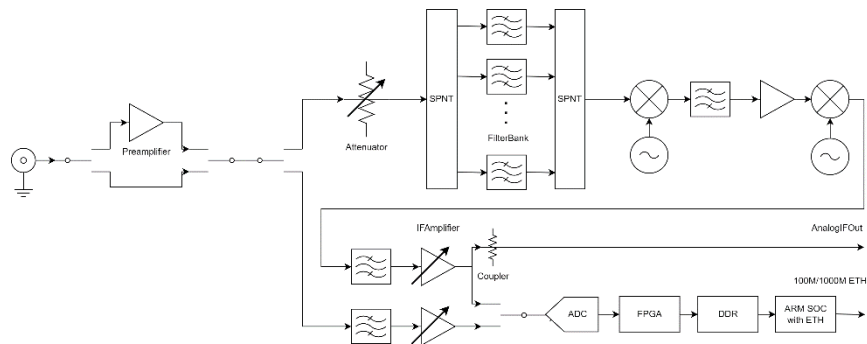 SPNT
SPNT
Preamplifier
Attenuator
FilterBank
IFAmplifier
AnalogIFOut
Coupler
100M/1000M ETH
ADC
FPGA
DDR
ARM SOC
with ETH